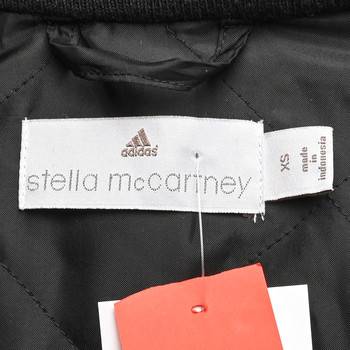 adidas
stella mccartney
XS
made
in
indonesia